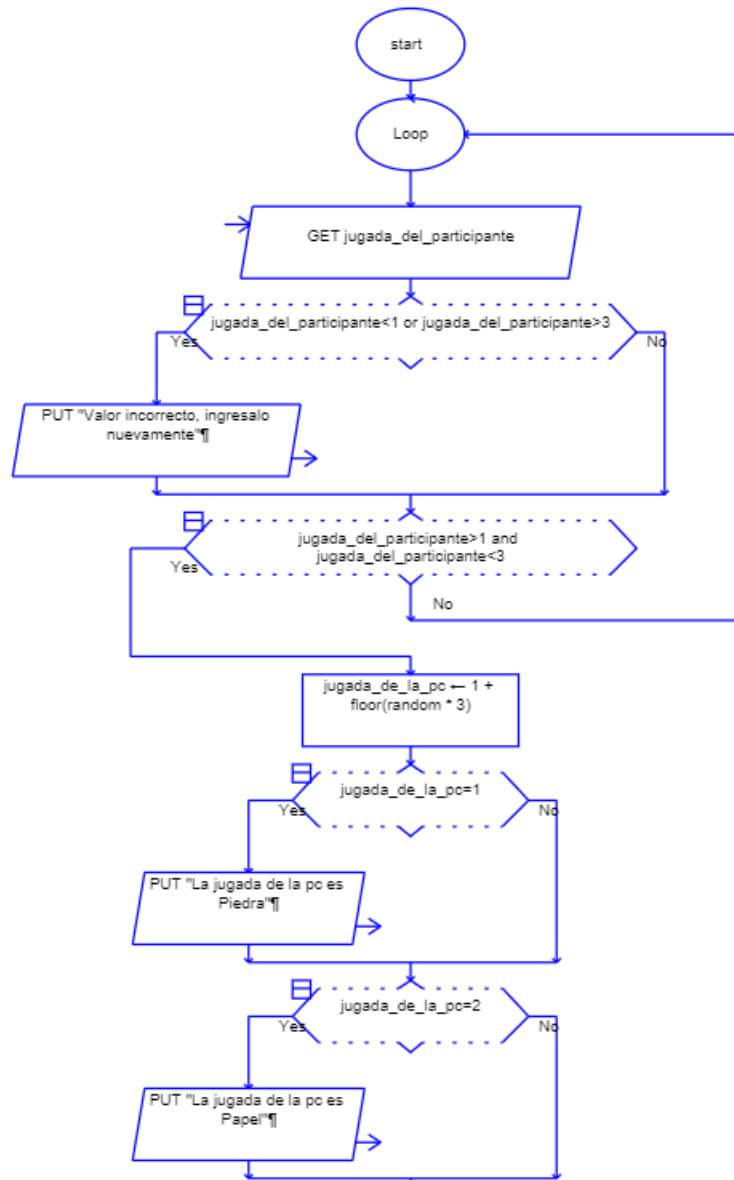 start
Loop
GET jugada_del_participante
jugada_del_participante<1 or jugada_del_participante>3
Yes
No
PUT "Valor incorrecto, ingresalo
nuevamente"¶
jugada_del_participante>1 and
jugada_del_participante<3
Yes
No
jugada_de_la_pc ← 1 +
floor(random * 3)
jugada_de_la_pc=1
Yes
No
PUT "La jugada de la pc es
Piedra"¶
jugada_de_la_pc=2
Yes
No
PUT "La jugada de la pc es
Papel"¶